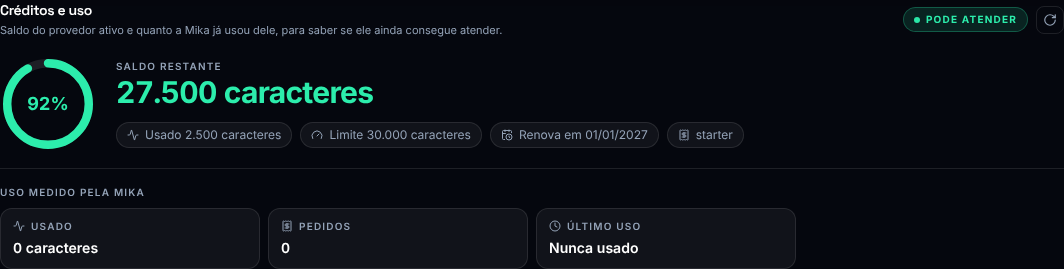 Créditos e uso
Saldo do provedor ativo e quanto a Mika já usou dele, para saber se ele ainda consegue atender.
PODE ATENDER
92%
SALDO RESTANTE
27.500 caracteres
Usado 2.500 caracteres
Limite 30.000 caracteres
Renova em 01/01/2027
starter
USO MEDIDO PELA MIKA
USADO
0 caracteres
PEDIDOS
0
ÚLTIMO USO
Nunca usado